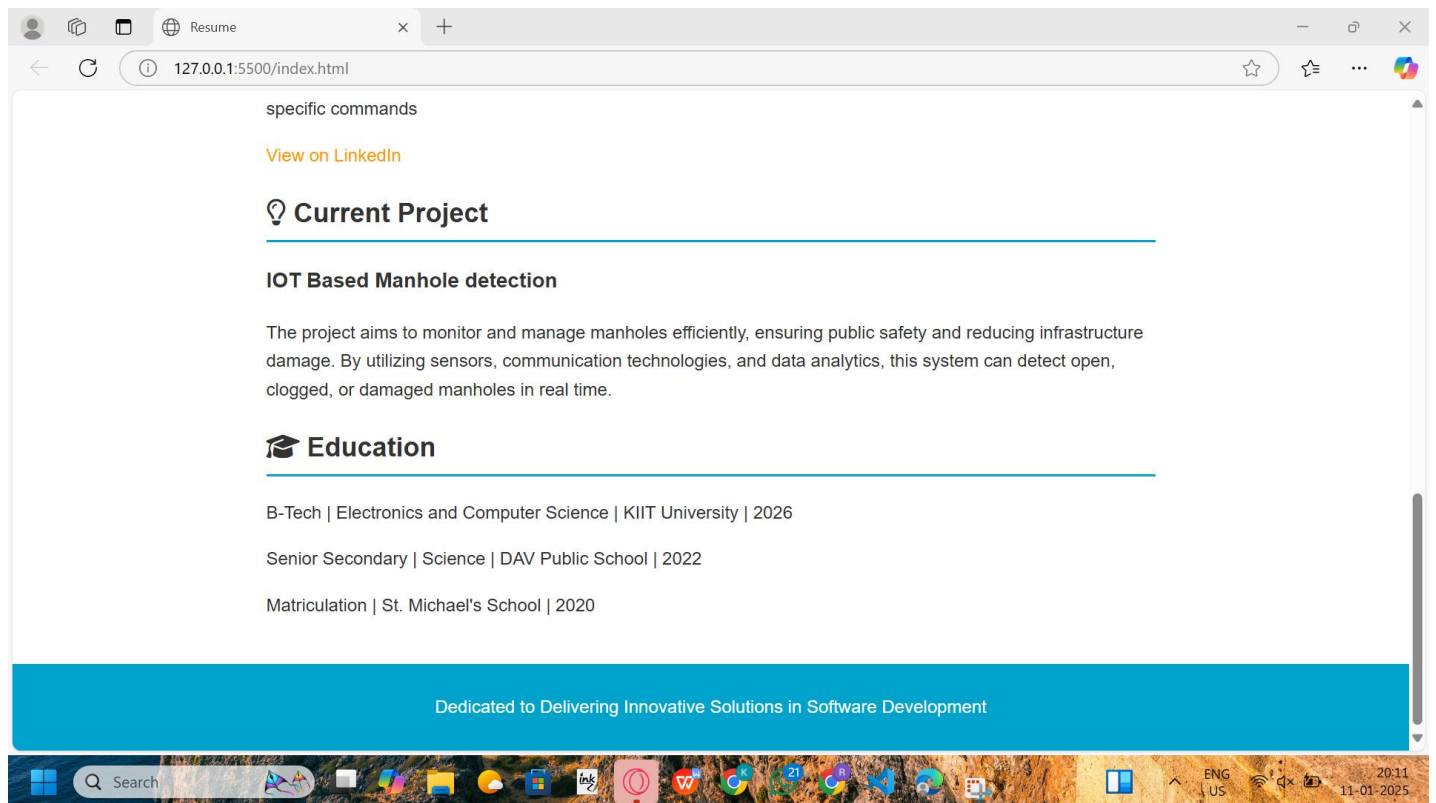 Resume
127.0.0.1:5500/index.html
specific commands
View on LinkedIn
Current Project
IOT Based Manhole detection
The project aims to monitor and manage manholes efficiently, ensuring public safety and reducing infrastructure
damage. By utilizing sensors, communication technologies, and data analytics, this system can detect open,
clogged, or damaged manholes in real time.
Education
B-Tech | Electronics and Computer Science | KIIT University | 2026
Senior Secondary | Science | DAV Public School | 2022
Matriculation | St. Michael's School | 2020
Dedicated to Delivering Innovative Solutions in Software Development
Search
ink
W
K
21
R
ENG
US
20:11
11-01-2025